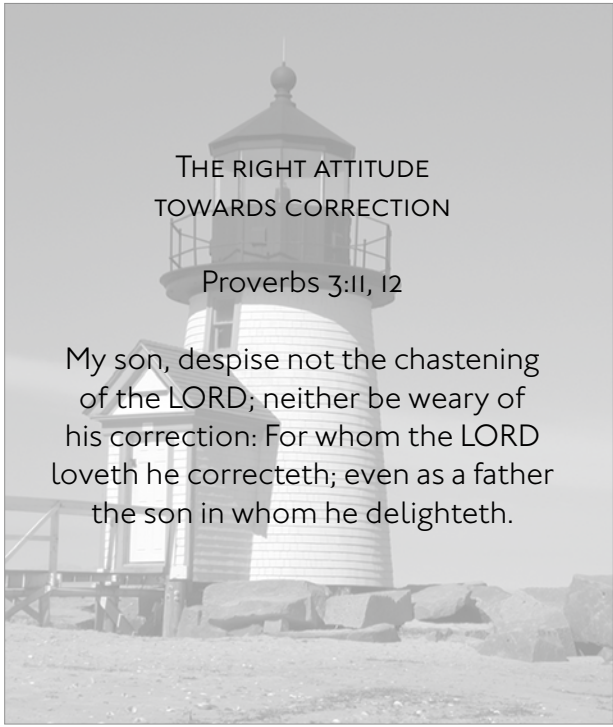 The right attitude
towards correction
Proverbs 3:11, 12
My son, despise not the chastening
of the LORD; neither be weary of
his correction: For whom the LORD
loveth he correcteth; even as a father
the son in whom he delighteth.